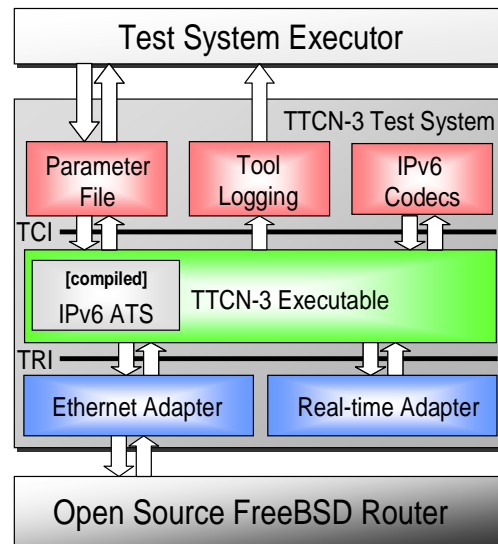 Test System Executor
TTCN-3 Test System
Parameter
File
Tool
Logging
IPv6
Codecs
TCI
[compiled]
IPv6 ATS
TTCN-3 Executable
TRI
Ethernet Adapter
Real-time Adapter
Open Source FreeBSD Router